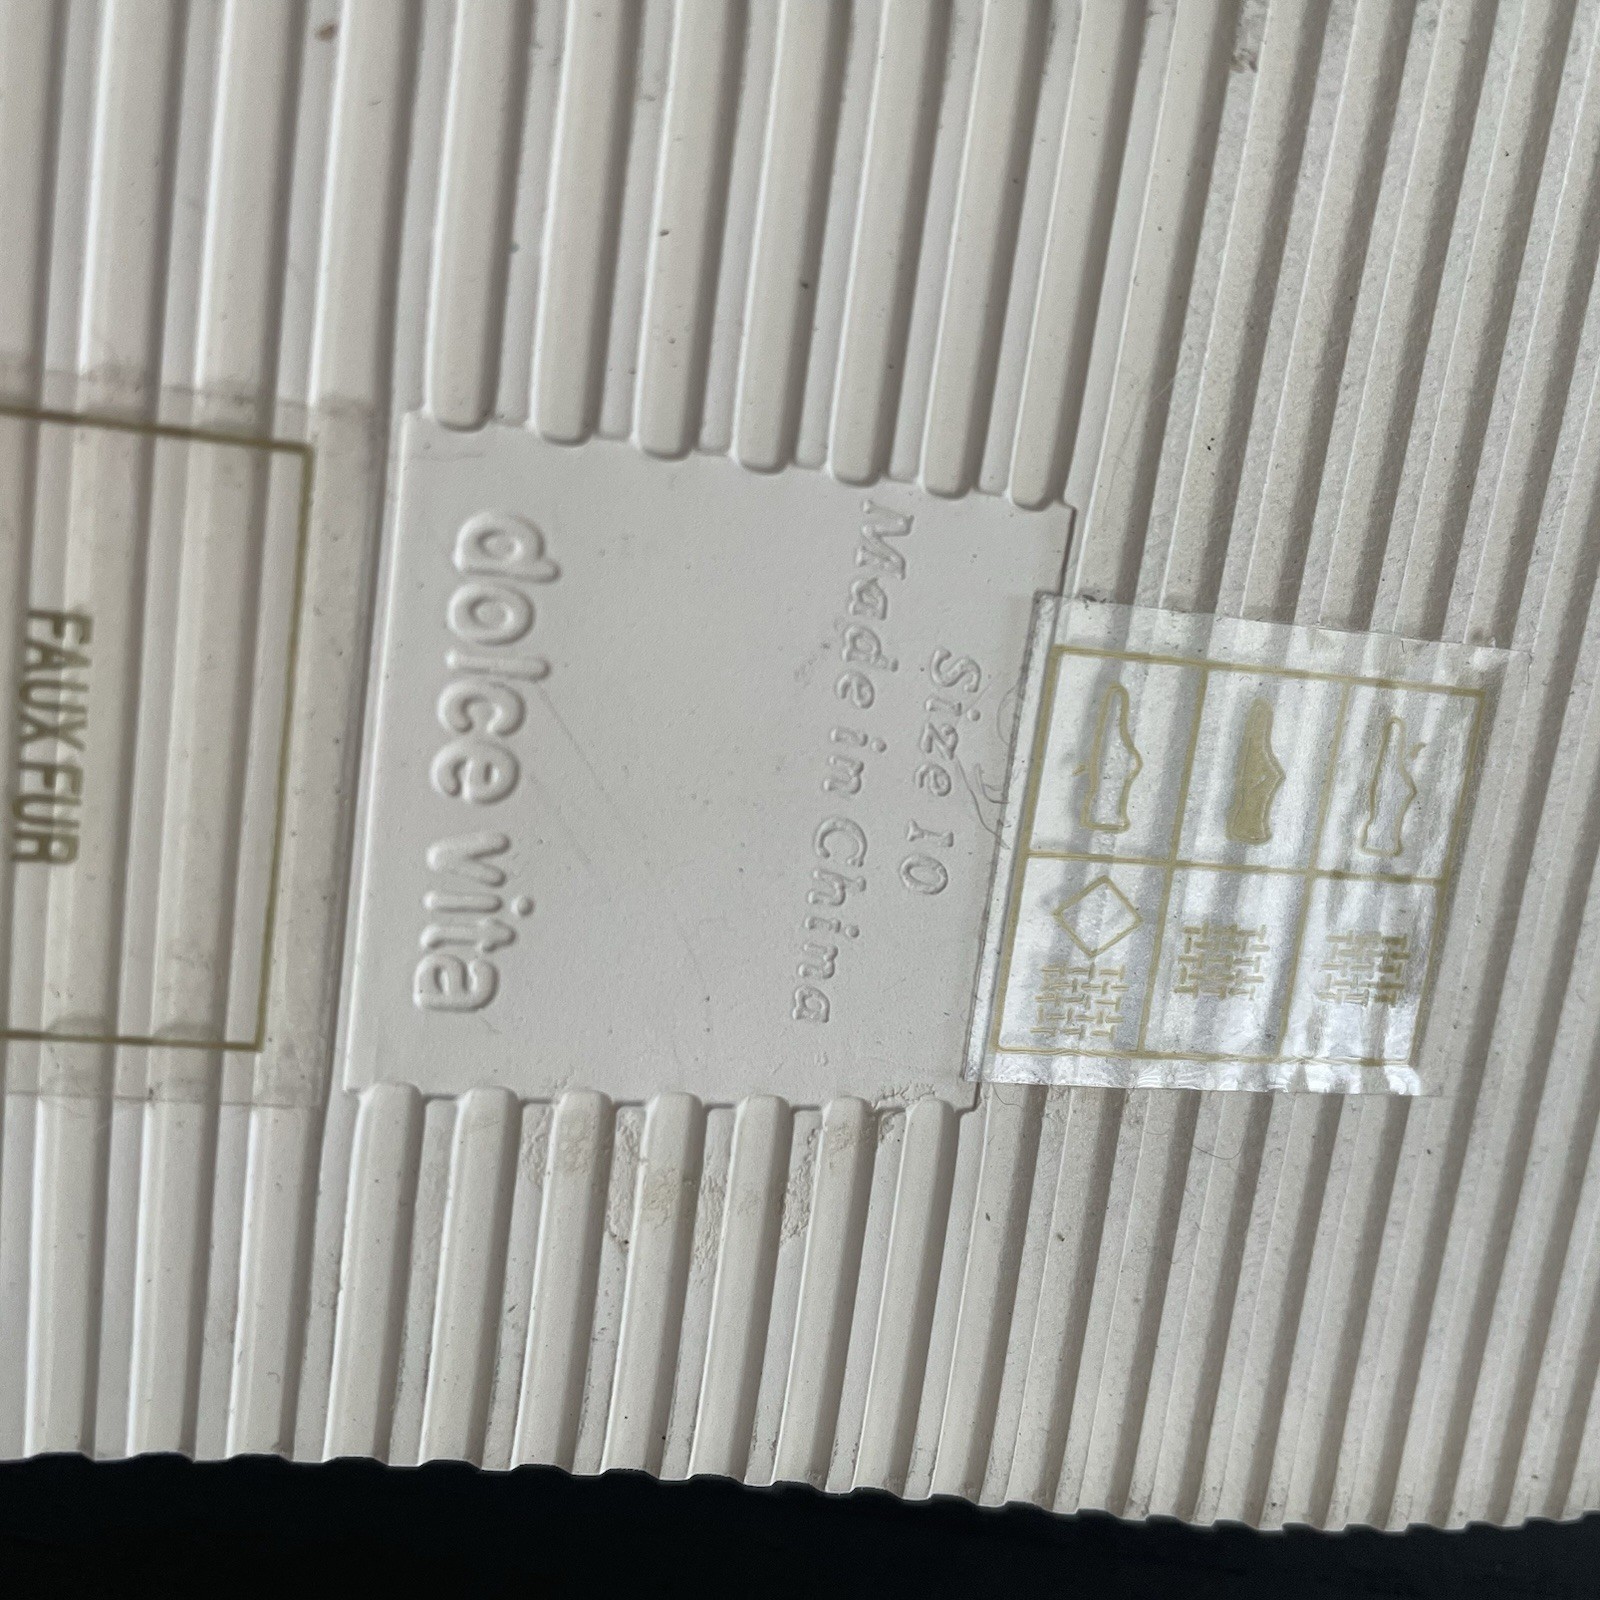 Size 10
Made in China
dolce vita
FAUX FUR